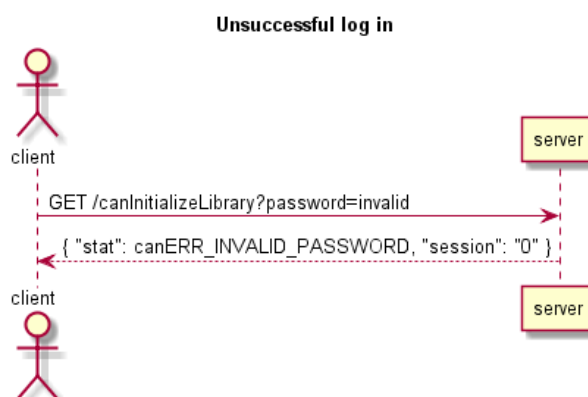 Unsuccessful log in
client
server
GET /canInitializeLibrary?password=invalid
{ "stat": canERR_INVALID_PASSWORD, "session": "0" }
client
server